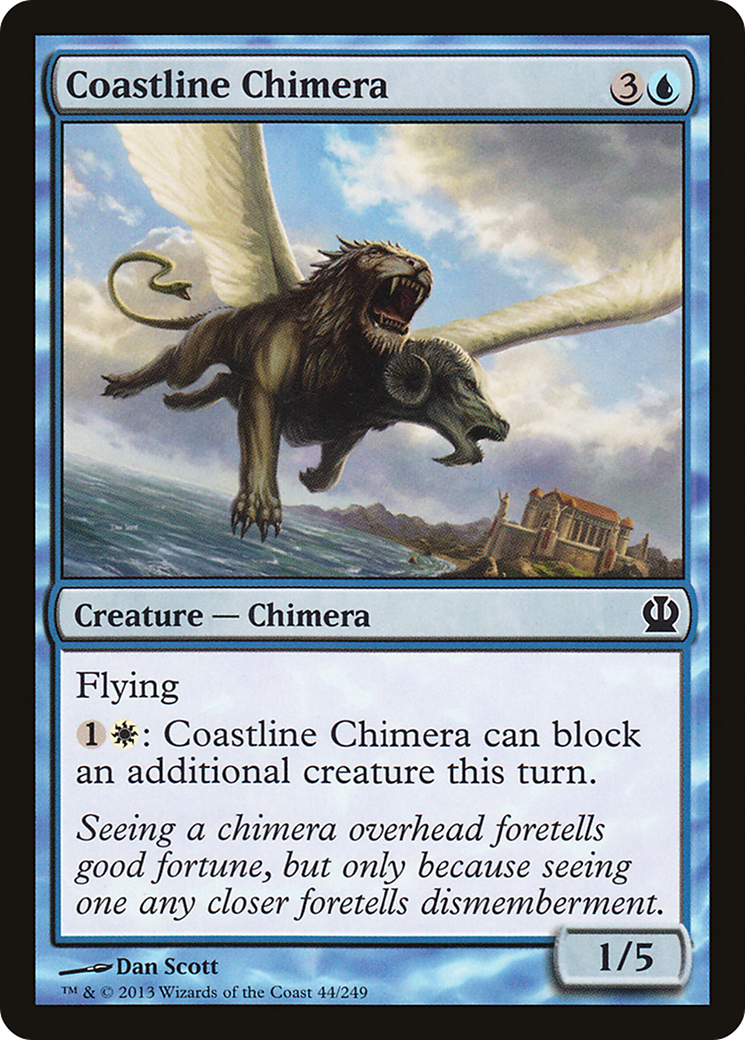 Coastline Chimera 3
Creature — Chimera
Flying
1 : Coastline Chimera can block
an additional creature this turn.
Seeing a chimera overhead foretells
good fortune, but only because seeing
one any closer foretells dismemberment.
1/5
Dan Scott
™ & © 2013 Wizards of the Coast 44/249